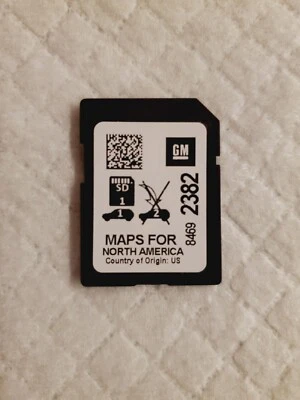 GM
SD
1
1
2
8469 2382
MAPS FOR
NORTH AMERICA
Country of Origin: US